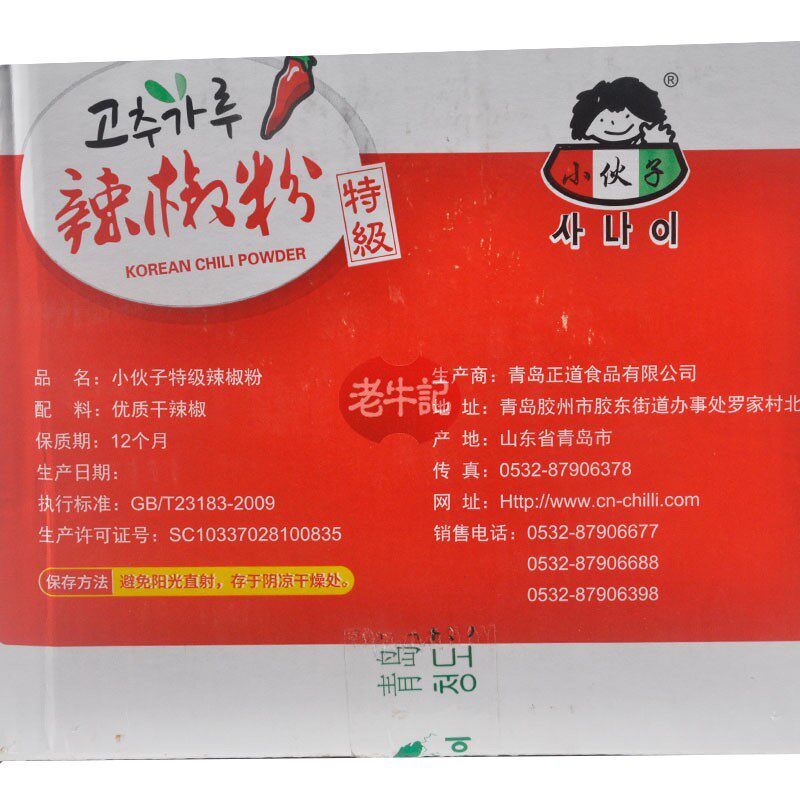 고추가루
辣椒粉
特級
KOREAN CHILI POWDER
®
小伙子
사나이
品 名：小伙子特级辣椒粉
配 料：优质干辣椒
保质期：12个月
生产日期：
执行标准：GB/T23183-2009
生产许可证号：SC10337028100835
保存方法 避免阳光直射，存于阴凉干燥处。
老牛記
生产商：青岛正道食品有限公司
地 址：青岛胶州市胶东街道办事处罗家村北
产 地：山东省青岛市
传 真：0532-87906378
网 址：Http://www.cn-chilli.com
销售电话：0532-87906677
0532-87906688
0532-87906398
青島
청도
이